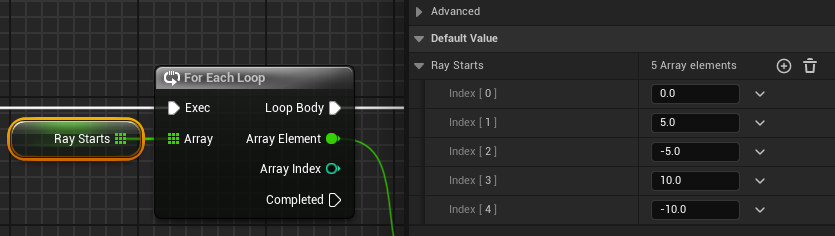 For Each Loop
Exec Loop Body
Ray Starts Array Array Element
Array Index
Completed
Advanced
Default Value
Ray Starts 5 Array elements
Index [ 0 ] 0.0
Index [ 1 ] 5.0
Index [ 2 ] -5.0
Index [ 3 ] 10.0
Index [ 4 ] -10.0